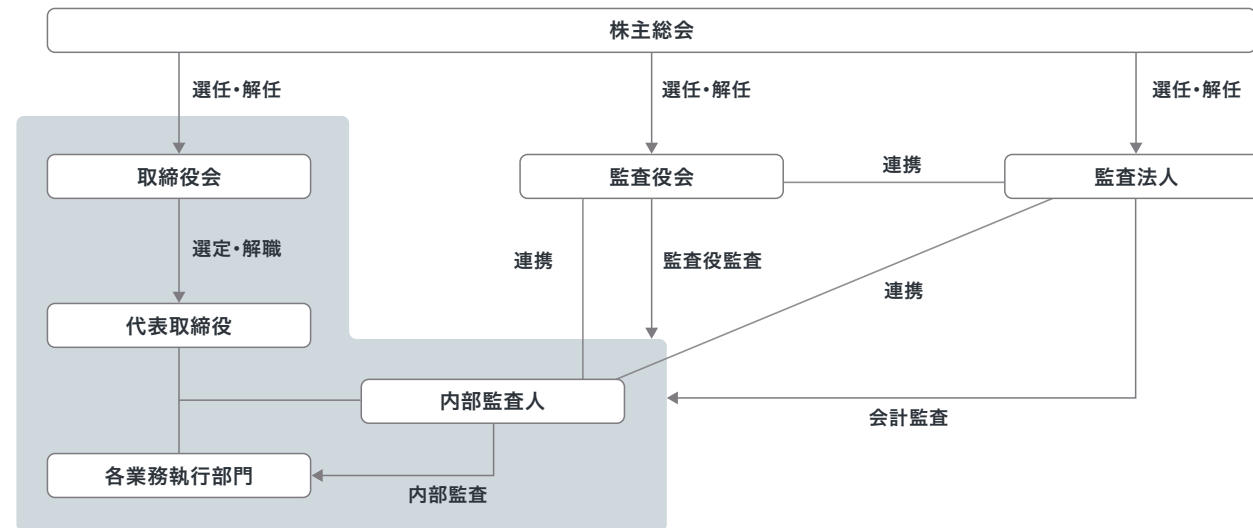 株主総会
選任・解任
選任・解任
選任・解任
取締役会
監査役会
連携
監査法人
選定・解職
連携
監査役監査
連携
代表取締役
内部監査人
会計監査
各業務執行部門
内部監査